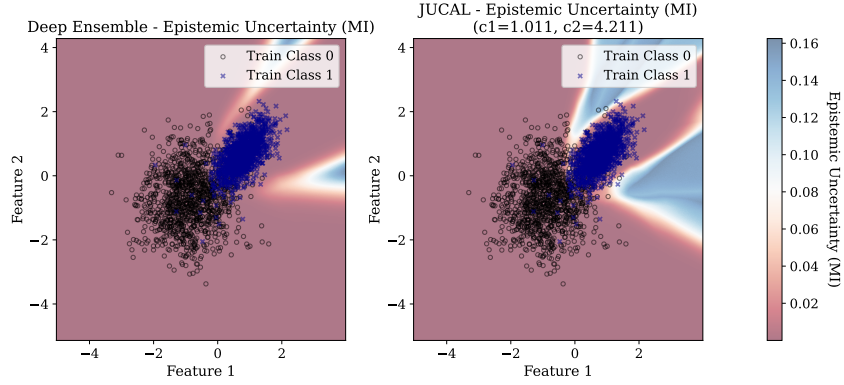 Deep Ensemble - Epistemic Uncertainty (MI)
JUCAL - Epistemic Uncertainty (MI)
(c1=1.011, c2=4.211)
Train Class 0
Train Class 1
Train Class 0
Train Class 1
4
2
0
−2
−4
−4
−2
0
2
Feature 1
Feature 2
4
2
0
−2
−4
−4
−2
0
2
Feature 1
Feature 2
0.16
0.14
0.12
0.10
0.08
0.06
0.04
0.02
Epistemic Uncertainty (MI)